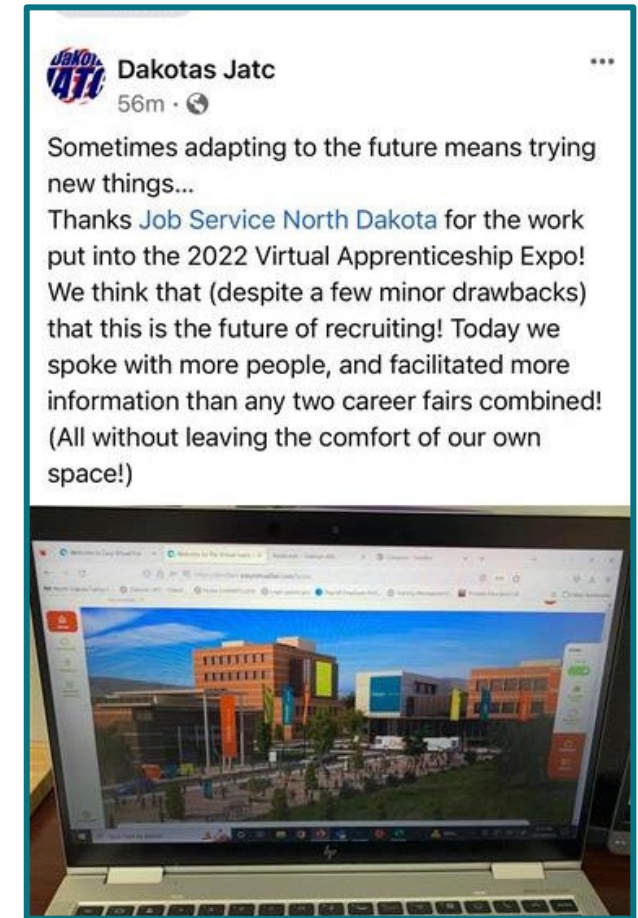 Dakotas Jatc
56m ·
Sometimes adapting to the future means trying
new things...
Thanks Job Service North Dakota for the work
put into the 2022 Virtual Apprenticeship Expo!
We think that (despite a few minor drawbacks)
that this is the future of recruiting! Today we
spoke with more people, and facilitated more
information than any two career fairs combined!
(All without leaving the comfort of our own
space!)
hp